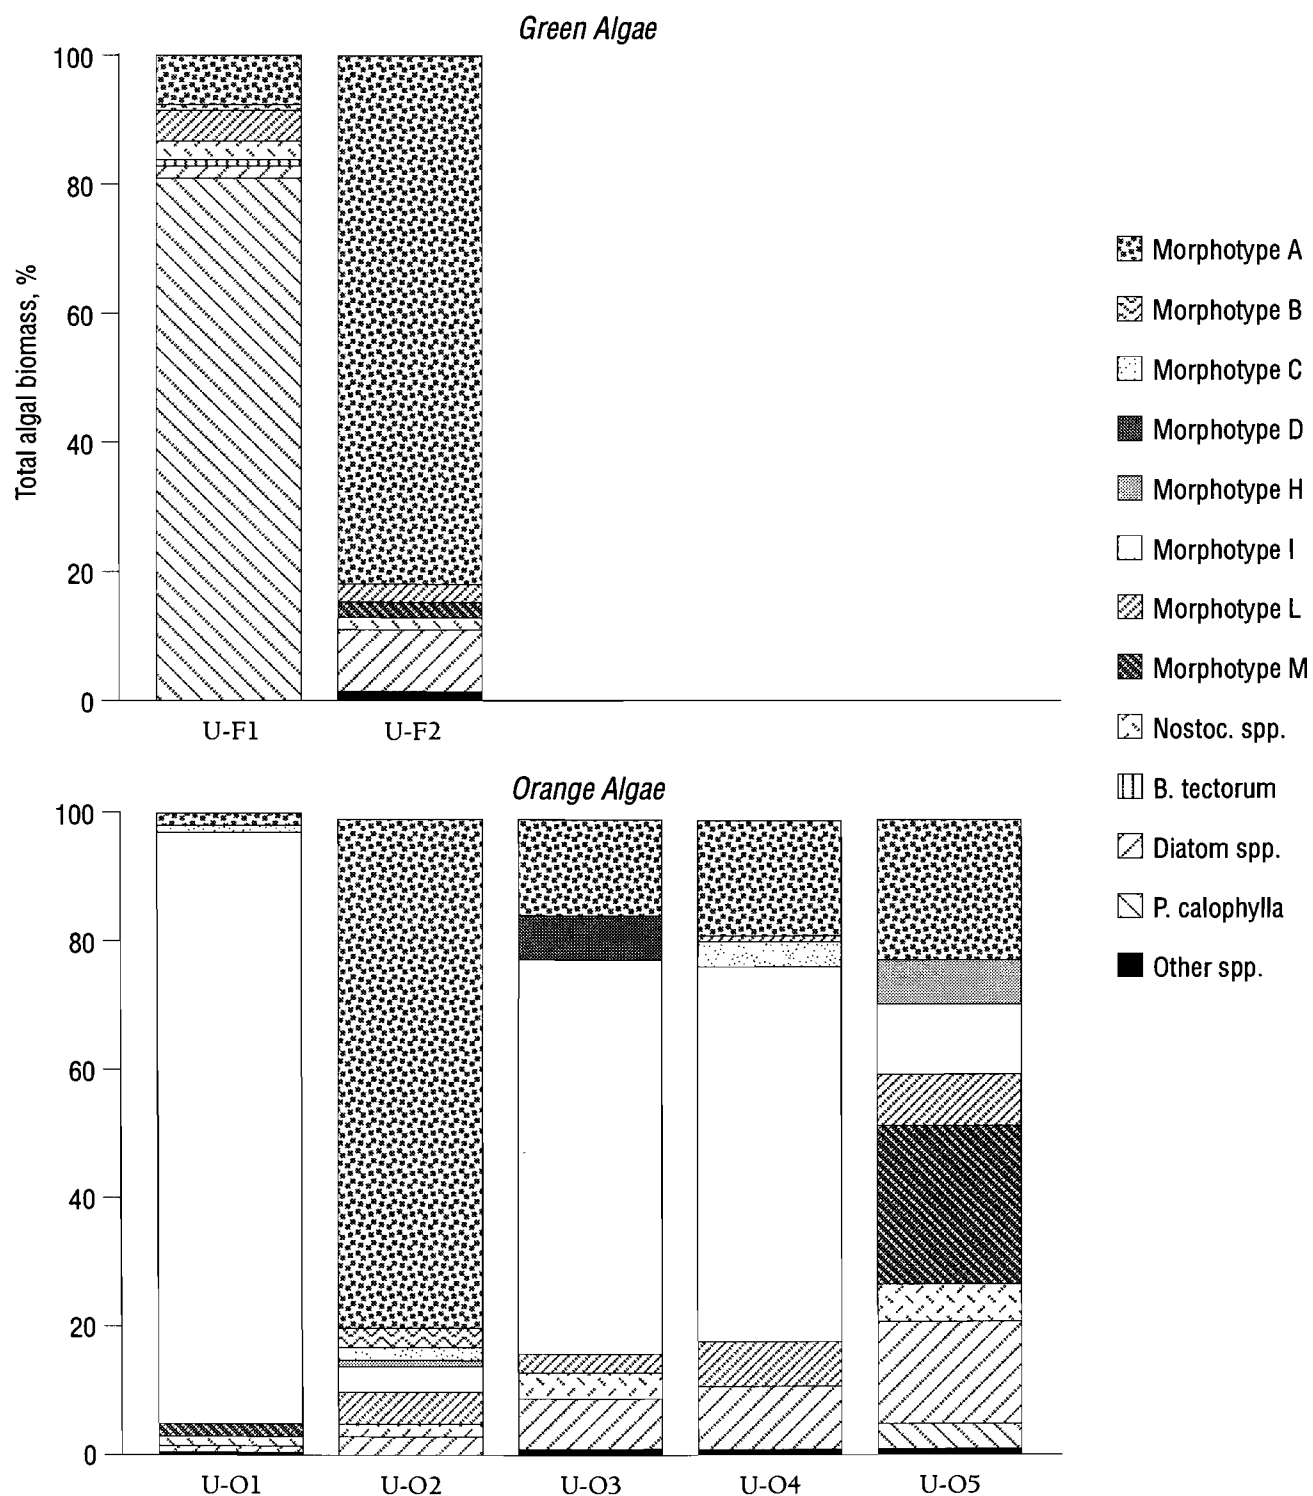 Green Algae
Total algal biomass, %
100
80
60
40
20
0
U-F1
U-F2
Orange Algae
100
80
60
40
20
0
U-O1
U-O2
U-O3
U-O4
U-O5
Morphotype A
Morphotype B
Morphotype C
Morphotype D
Morphotype H
Morphotype I
Morphotype L
Morphotype M
Nostoc. spp.
B. tectorum
Diatom spp.
P. calophylla
Other spp.